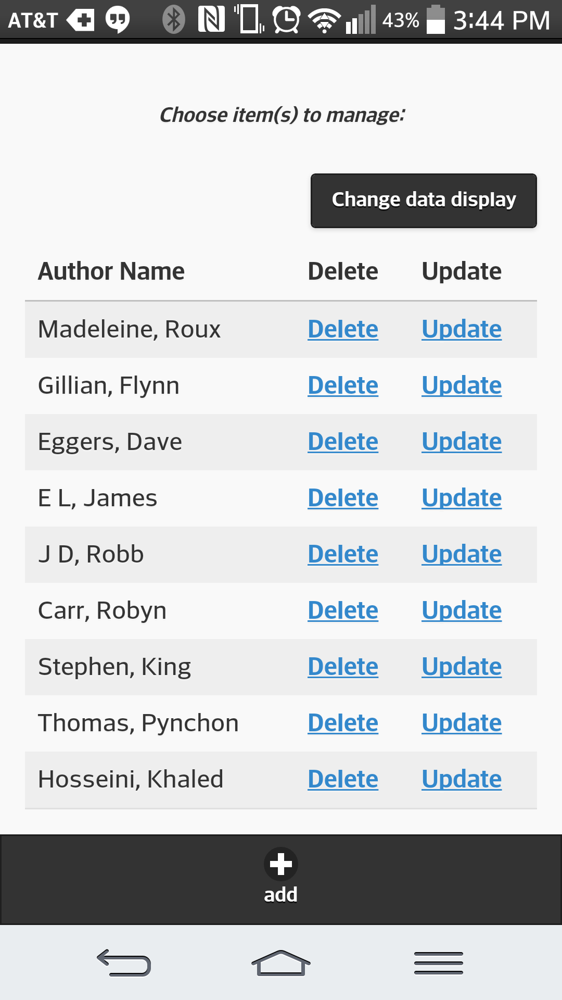 AT&T 43% 3:44 PM
Choose item(s) to manage:
Change data display
Author Name Delete Update
Madeleine, Roux Delete Update
Gillian, Flynn Delete Update
Eggers, Dave Delete Update
E L, James Delete Update
J D, Robb Delete Update
Carr, Robyn Delete Update
Stephen, King Delete Update
Thomas, Pynchon Delete Update
Hosseini, Khaled Delete Update
add